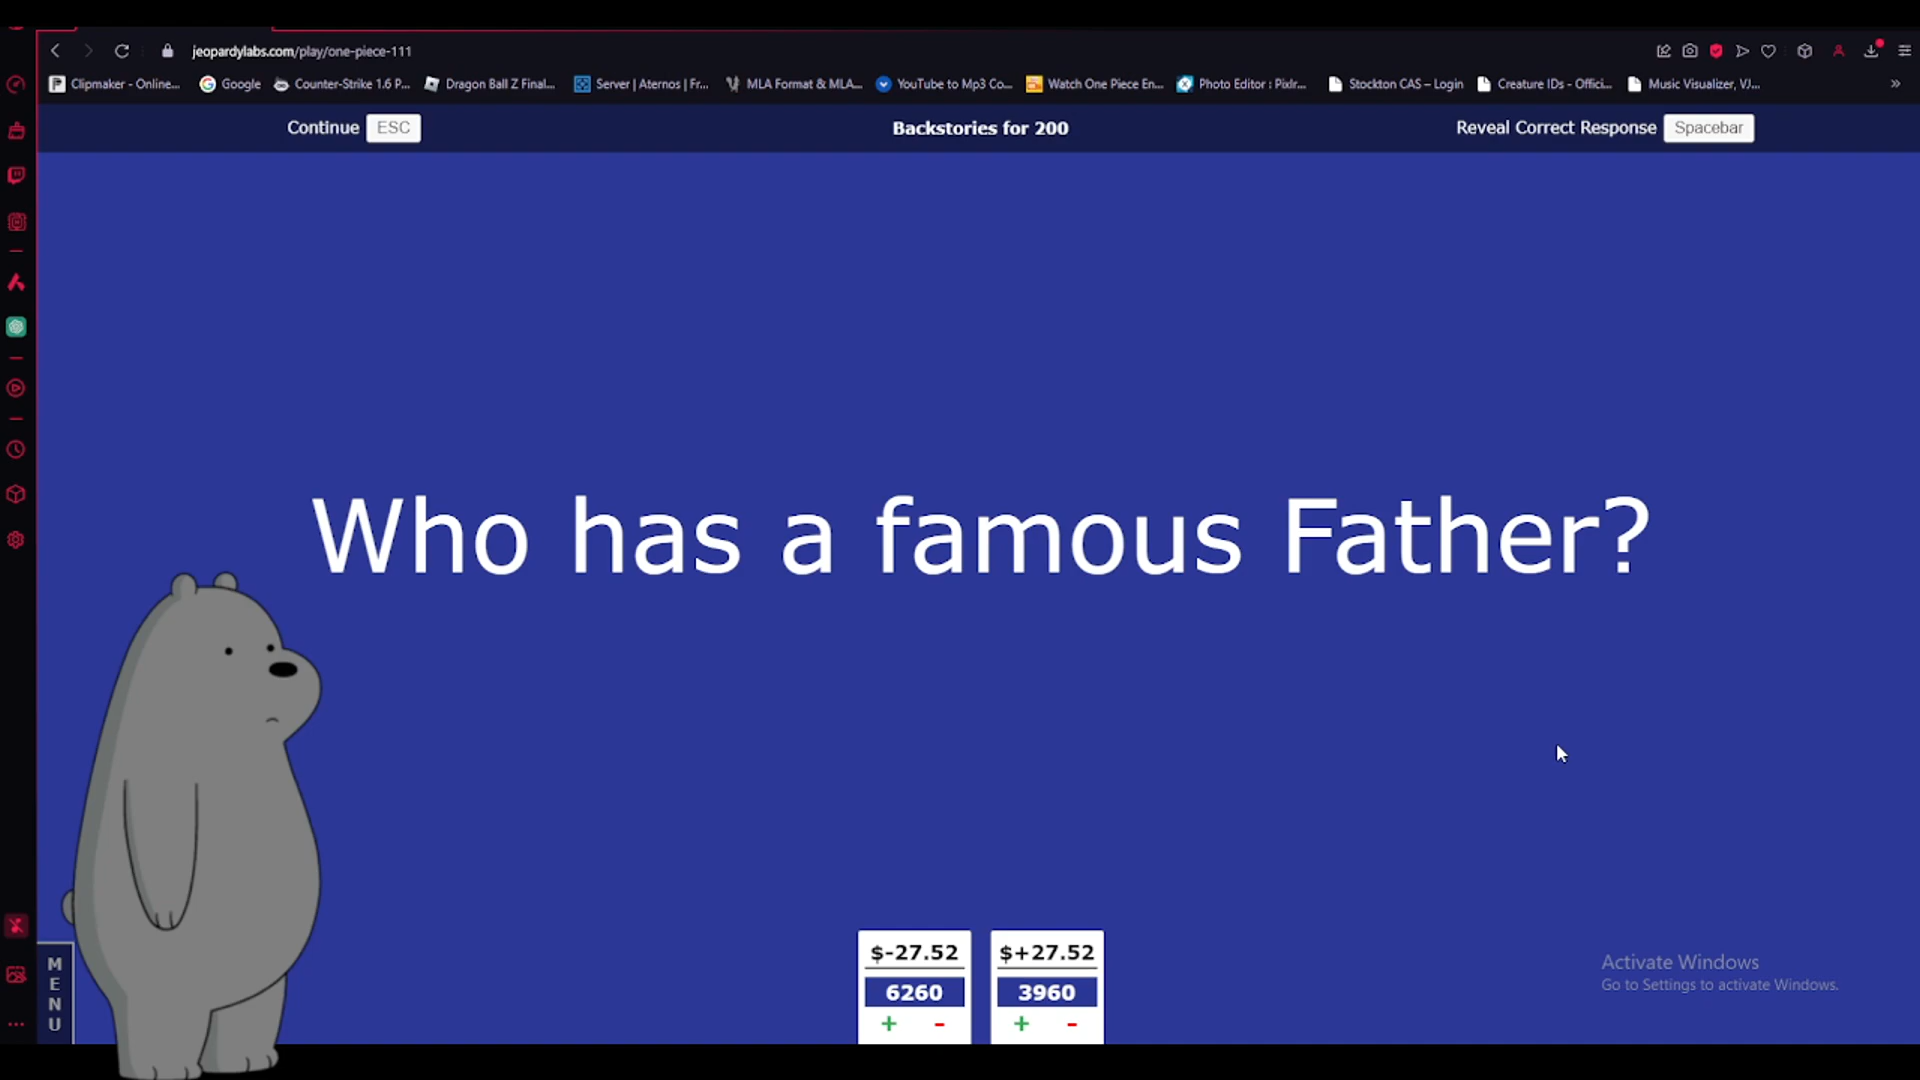 jeopardylabs.com/play/one-piece-111
Clipmaker - Online... Google Counter-Strike 1.6 P... Dragon Ball Z Final... Server | Aternos | Fr... MLA Format & MLA... YouTube to Mp3 Co... Watch One Piece En... Photo Editor : Pixlr... Stockton CAS – Login Creature IDs - Offici... Music Visualizer, VJ... »
Continue ESC Backstories for 200 Reveal Correct Response Spacebar
Who has a famous Father?
$-27.52 $+27.52
6260 3960
+ - + -
MENU
Activate Windows
Go to Settings to activate Windows.